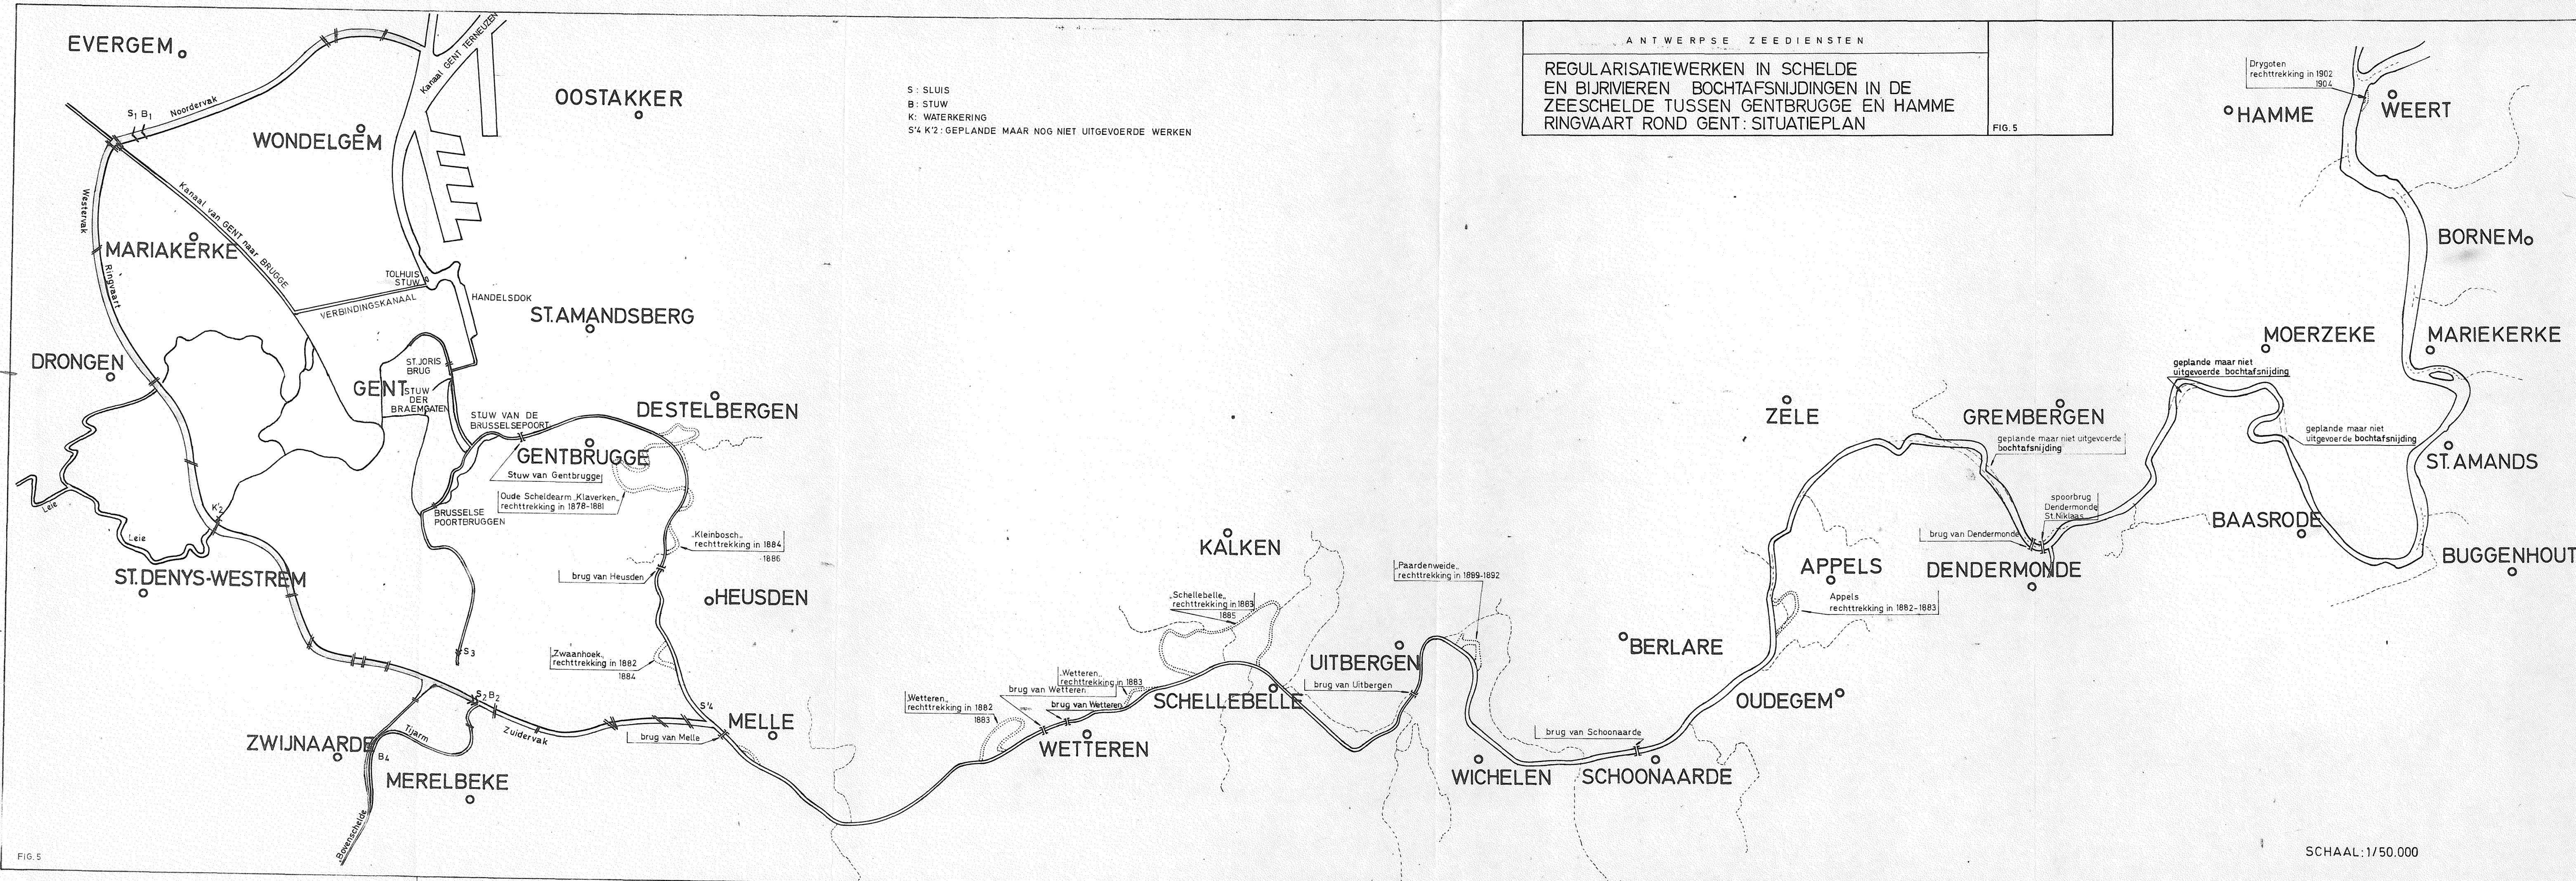 ANTWERPSE ZEEDIENSTEN
REGULARISATIEWERKEN IN SCHELDE
EN BIJRIVIEREN BOCHTAFSNIJDINGEN IN DE
ZEESCHELDE TUSSEN GENTBRUGGE EN HAMME
RINGVAART ROND GENT: SITUATIEPLAN
FIG.5
S : SLUIS
B : STUW
K : WATERKERING
S'4 K'2 : GEPLANDE MAAR NOG NIET UITGEVOERDE WERKEN
EVERGEM
S1 B1
Noordervak
Kanaal GENT TERNEUZEN
OOSTAKKER
WONDELGEM
Westervak
Kanaal van GENT naar BRUGGE
MARIAKERKE
Ringvaart
TOLHUIS
STUW
VERBINDINGSKANAAL
HANDELSDOK
ST.AMANDSBERG
DRONGEN
ST.JORIS
BRUG
GENT
STUW
DER
BRAEMGATEN
STUW VAN DE
BRUSSELSEPOORT
DESTELBERGEN
GENTBRUGGE
Stuw van Gentbrugge
Oude Scheldearm „Klaverken„
rechttrekking in 1878-1881
BRUSSELSE
POORTBRUGGEN
Leie
K'2
Leie
ST.DENYS-WESTREM
„Kleinbosch„
rechttrekking in 1884
1886
brug van Heusden
HEUSDEN
„Zwaanhoek„
rechttrekking in 1882
1884
S3
S2 B2
S'4
Zuidervak
brug van Melle
MELLE
ZWIJNAARDE
Tijarm
B4
MERELBEKE
Bovenschelde
FIG.5
„Wetteren„
rechttrekking in 1882
1883
brug van Wetteren
„Wetteren„
rechttrekking in 1883
brug van Wetteren
WETTEREN
KALKEN
„Schellebelle„
rechttrekking in 1883
1885
SCHELLEBELLE
„Paardenweide„
rechttrekking in 1889-1892
UITBERGEN
brug van Uitbergen
WICHELEN
brug van Schoonaarde
SCHOONAARDE
BERLARE
OUDEGEM
ZELE
APPELS
Appels
rechttrekking in 1882-1883
GREMBERGEN
geplande maar niet uitgevoerde
bochtafsnijding
spoorbrug
Dendermonde
St.Niklaas
brug van Dendermonde
DENDERMONDE
geplande maar niet
uitgevoerde bochtafsnijding
MOERZEKE
geplande maar niet
uitgevoerde bochtafsnijding
BAASRODE
Drygoten
rechttrekking in 1902
1904
HAMME
WEERT
BORNEM
MARIEKERKE
ST.AMANDS
BUGGENHOUT
SCHAAL:1/50.000